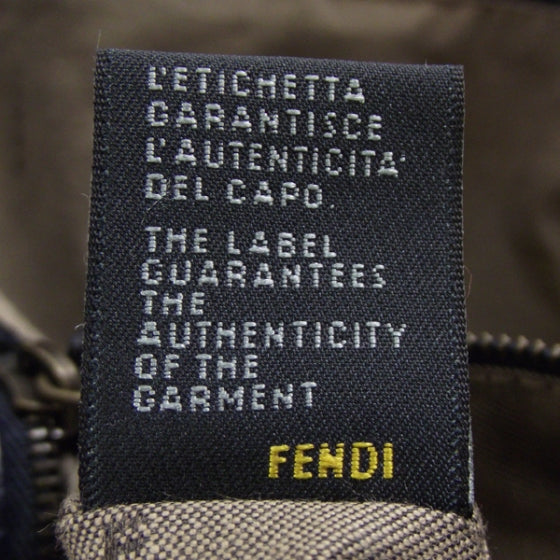 L'ETICHETTA
GARANTISCE
L'AUTENTICITA'
DEL CAPO.
THE LABEL
GUARANTEES
THE
AUTHENTICITY
OF THE
GARMENT
FENDI